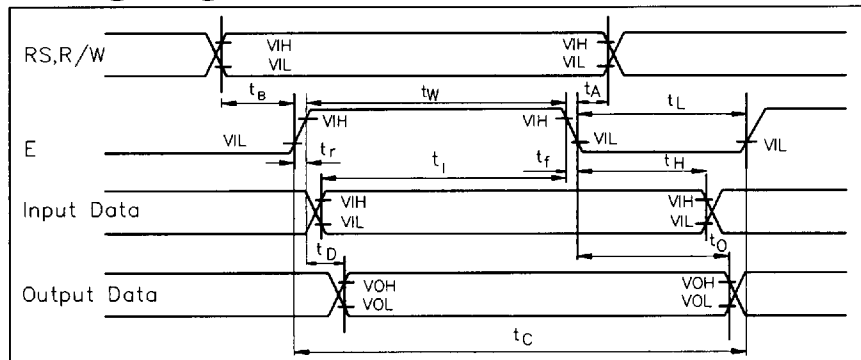 RS,R/W
VIH
VIL
VIH
VIL
tB
tW
tA
tL
E
VIL
VIH
VIH
VIL
VIL
tr
tI
tf
tH
Input Data
VIH
VIL
VIH
VIL
tD
tO
Output Data
VOH
VOL
VOH
VOL
tC